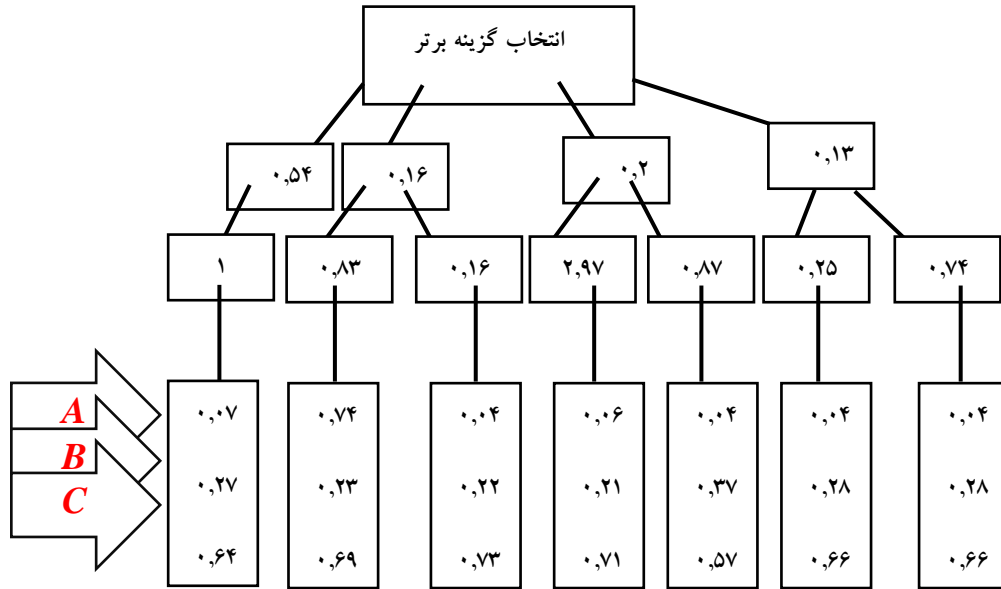 انتخاب گزینه برتر
۰,۵۴ ۰,۱۶ ۰,۲ ۰,۱۳
۱ ۰,۸۳ ۰,۱۶ ۲,۹۷ ۰,۸۷ ۰,۲۵ ۰,۷۴
A ۰,۰۷ ۰,۷۴ ۰,۰۴ ۰,۰۶ ۰,۰۴ ۰,۰۴ ۰,۰۴
B ۰,۲۷ ۰,۲۳ ۰,۲۲ ۰,۲۱ ۰,۳۷ ۰,۲۸ ۰,۲۸
C ۰,۶۴ ۰,۶۹ ۰,۷۳ ۰,۷۱ ۰,۵۷ ۰,۶۶ ۰,۶۶